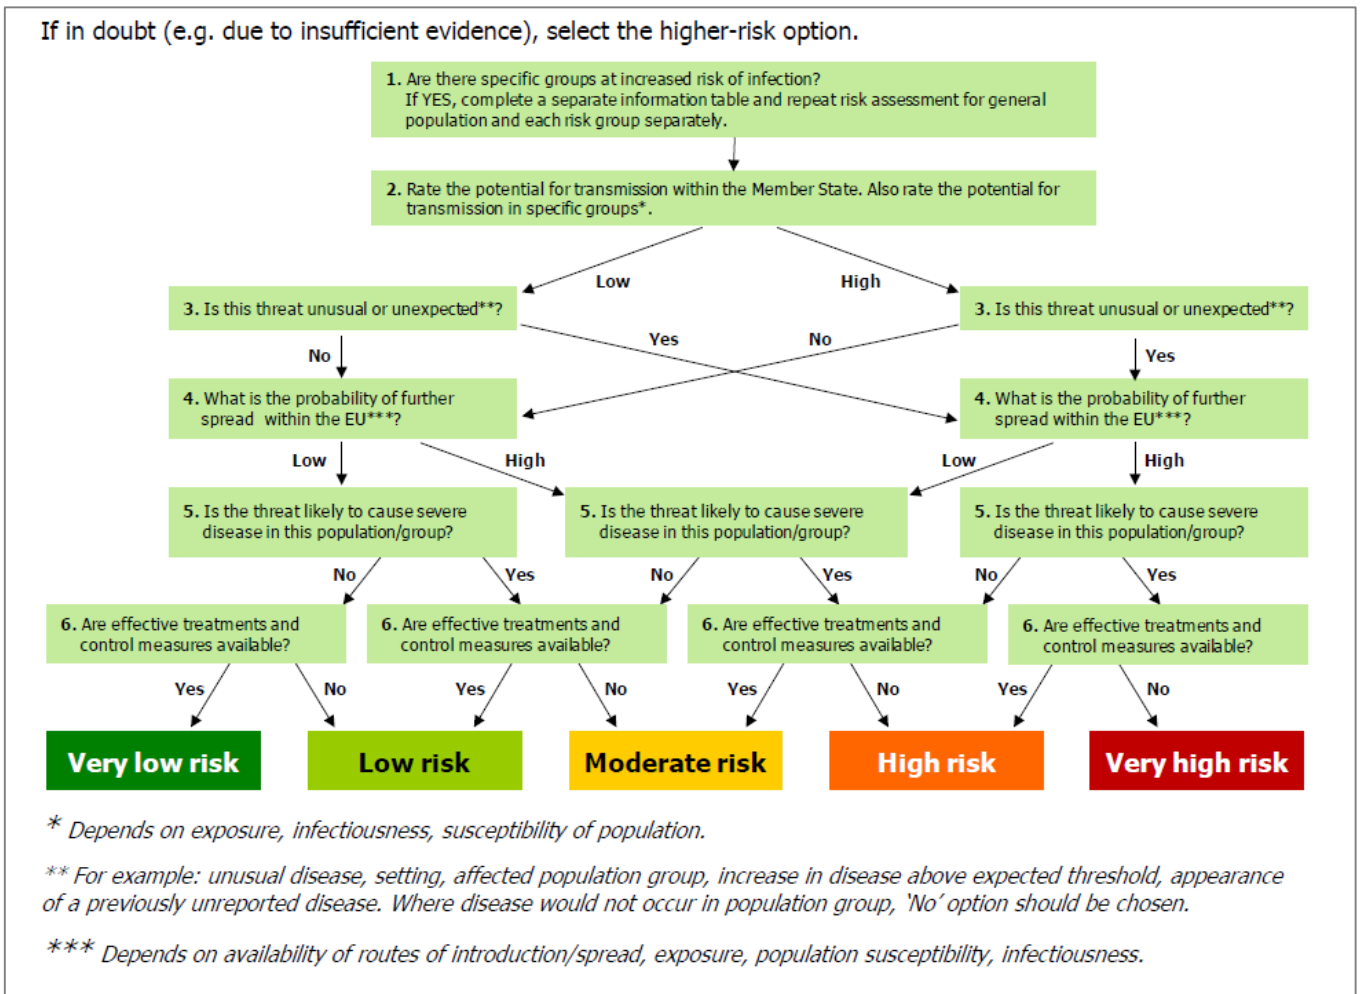 If in doubt (e.g. due to insufficient evidence), select the higher-risk option.
1. Are there specific groups at increased risk of infection?
If YES, complete a separate information table and repeat risk assessment for general
population and each risk group separately.
2. Rate the potential for transmission within the Member State. Also rate the potential for
transmission in specific groups*.
Low
High
3. Is this threat unusual or unexpected**?
3. Is this threat unusual or unexpected**?
No
Yes
No
Yes
4. What is the probability of further
spread within the EU***?
4. What is the probability of further
spread within the EU***?
Low
High
Low
High
5. Is the threat likely to cause severe
disease in this population/group?
5. Is the threat likely to cause severe
disease in this population/group?
5. Is the threat likely to cause severe
disease in this population/group?
No
Yes
No
Yes
No
Yes
6. Are effective treatments and
control measures available?
6. Are effective treatments and
control measures available?
6. Are effective treatments and
control measures available?
6. Are effective treatments and
control measures available?
Yes
No
Yes
No
Yes
No
Yes
No
Very low risk
Low risk
Moderate risk
High risk
Very high risk
* Depends on exposure, infectiousness, susceptibility of population.
** For example: unusual disease, setting, affected population group, increase in disease above expected threshold, appearance
of a previously unreported disease. Where disease would not occur in population group, ‘No’ option should be chosen.
*** Depends on availability of routes of introduction/spread, exposure, population susceptibility, infectiousness.